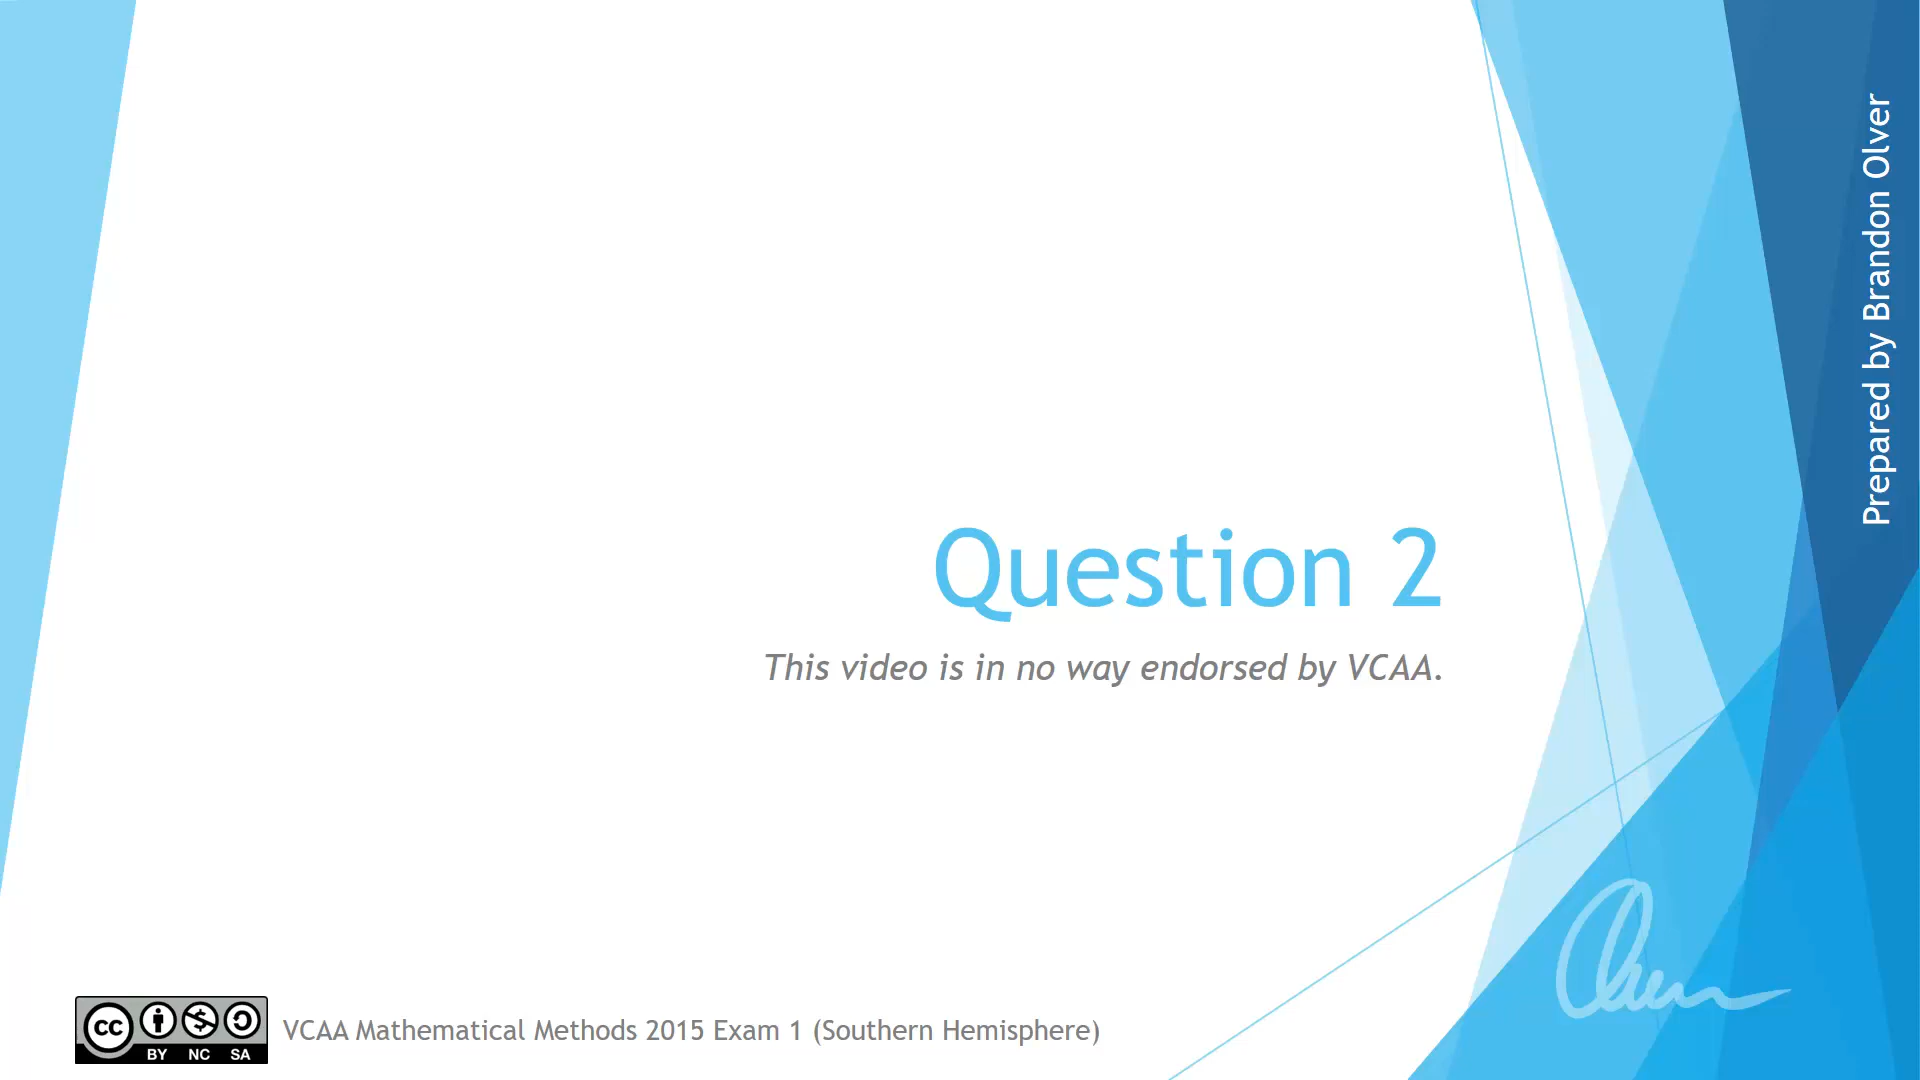 Prepared by Brandon Olver
Question 2
This video is in no way endorsed by VCAA.
CC BY NC SA
VCAA Mathematical Methods 2015 Exam 1 (Southern Hemisphere)